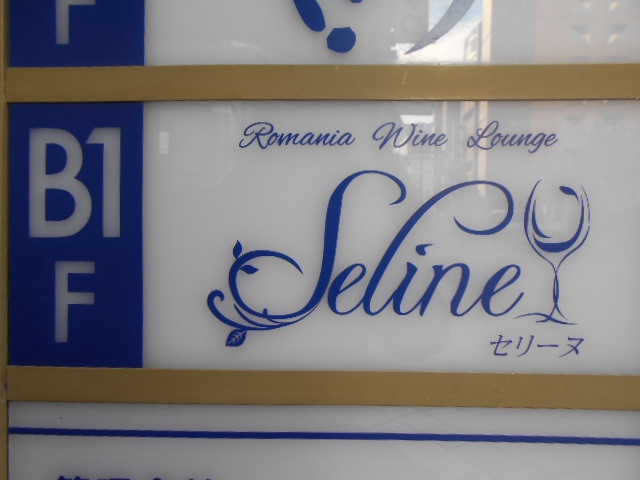 F
B1
F
Romania Wine Lounge
Seline
セリーヌ